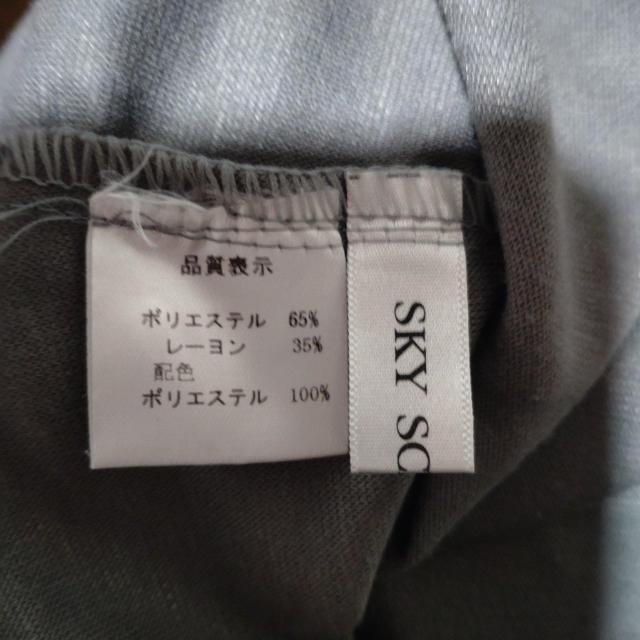 品質表示
ポリエステル 65%
レーヨン 35%
配色
ポリエステル 100%
SKY SC